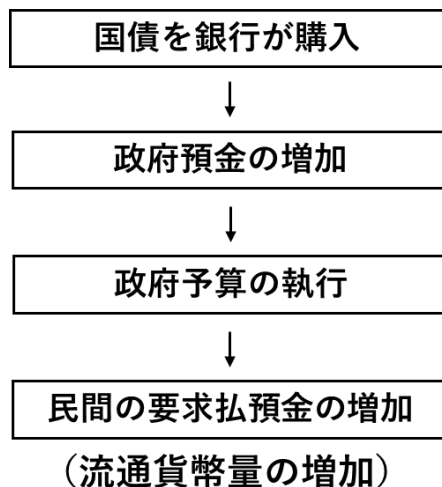 国債を銀行が購入
政府預金の増加
政府予算の執行
民間の要求払預金の増加
（流通貨幣量の増加）